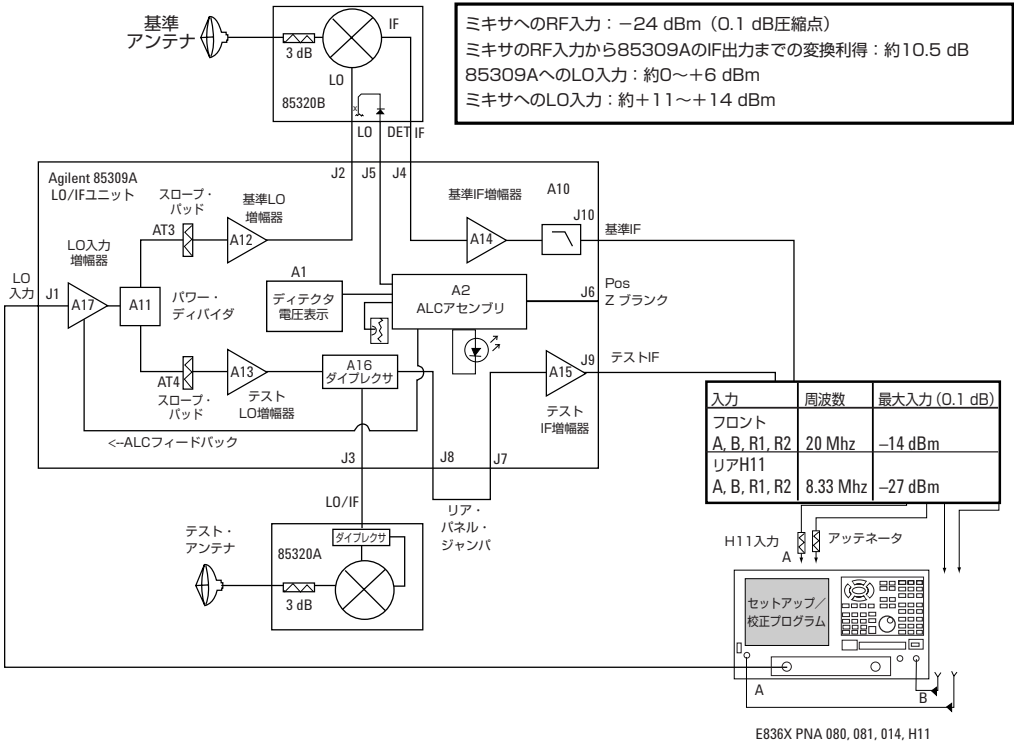 基準
アンテナ
3 dB
IF
LO
85320B
LO
DET
IF
ミキサへのRF入力：−24 dBm（0.1 dB圧縮点）
ミキサのRF入力から85309AのIF出力までの変換利得：約10.5 dB
85309AへのLO入力：約0～+6 dBm
ミキサへのLO入力：約＋11～＋14 dBm
Agilent 85309A
LO/IFユニット
J2
J5
J4
スロープ・
パッド
AT3
基準LO
増幅器
A12
基準IF増幅器
A10
A14
J10
基準IF
LO入力
増幅器
LO
入力
J1
A17
A11
パワー・
ディバイダ
A1
ディテクタ
電圧表示
A2
ALCアセンブリ
J6
Pos
Z ブランク
AT4
スロープ・
パッド
A13
テスト
LO増幅器
A16
ダイプレクサ
A15
J9
テストIF
テスト
IF増幅器
<--ALCフィードバック
J3
J8
J7
LO/IF
リア・
パネル・
ジャンパ
テスト・
アンテナ
85320A
ダイプレクサ
3 dB
入力 周波数 最大入力 (0.1 dB)
フロント
A, B, R1, R2 20 Mhz −14 dBm
リアH11
A, B, R1, R2 8.33 Mhz −27 dBm
H11入力
A
アッテネータ
セットアップ／
校正プログラム
A
B
E836X PNA 080, 081, 014, H11